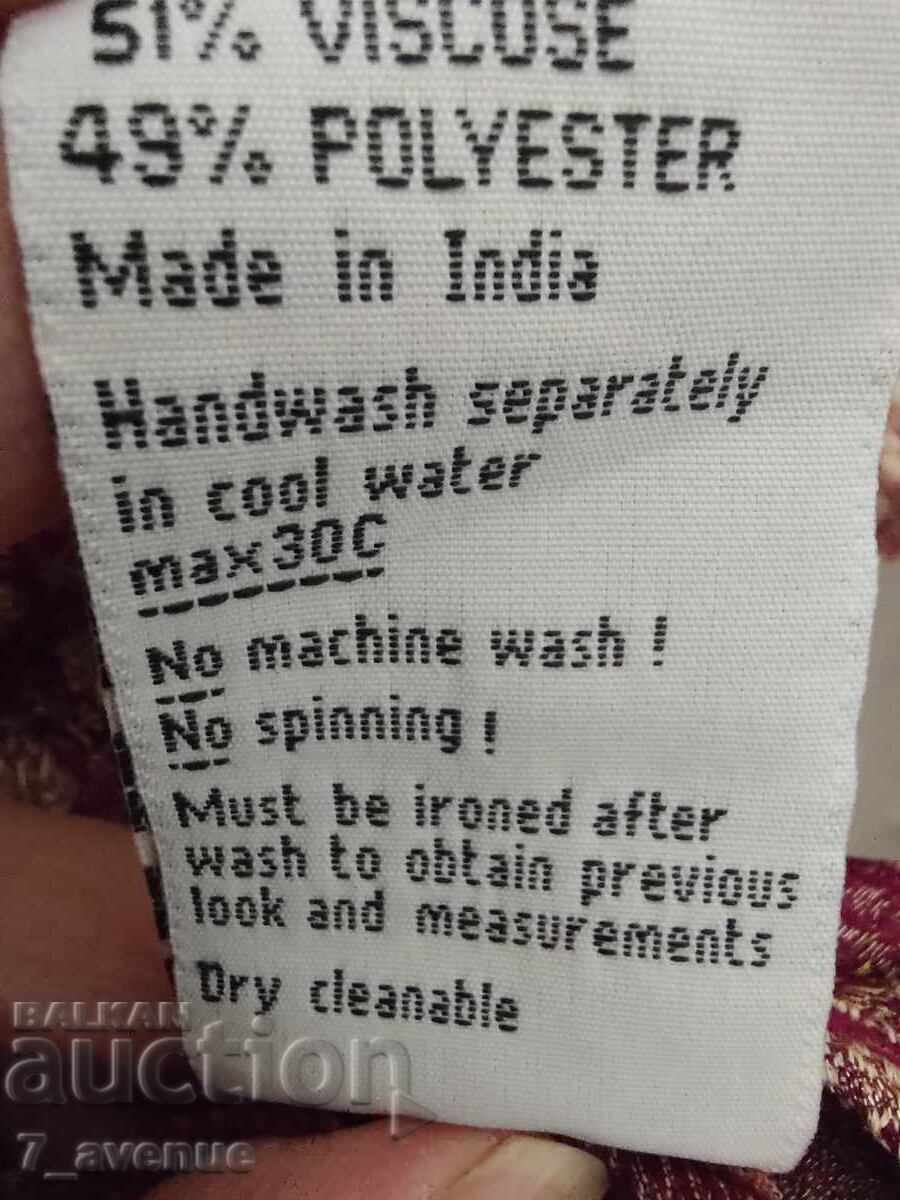 51% VISCOSE
49% POLYESTER
Made in India
Handwash separately
in cool water
max30C
No machine wash !
No spinning !
Must be ironed after
wash to obtain previous
look and measurements
Dry cleanable
BALKAN
auction
7_avenue